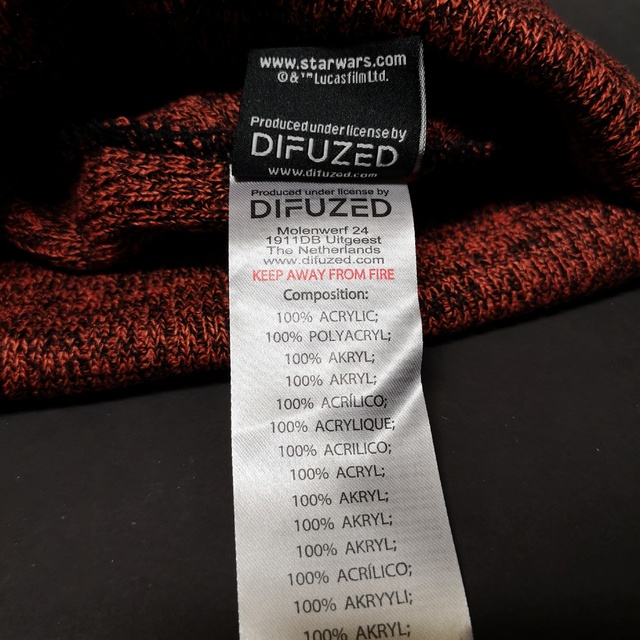 www.starwars.com
©&™Lucasfilm Ltd.
Produced under license by
DIFUZED
www.difuzed.com
Produced under license by
DIFUZED
Molenwerf 24
1911DB Uitgeest
The Netherlands
www.difuzed.com
KEEP AWAY FROM FIRE
Composition:
100% ACRYLIC;
100% POLYACRYL;
100% AKRYL;
100% AKRYL;
100% ACRÍLICO;
100% ACRYLIQUE;
100% ACRILICO;
100% ACRYL;
100% AKRYL;
100% AKRYL;
100% AKRYL;
100% ACRÍLICO;
100% AKRYYLI;
100% AKRYL;